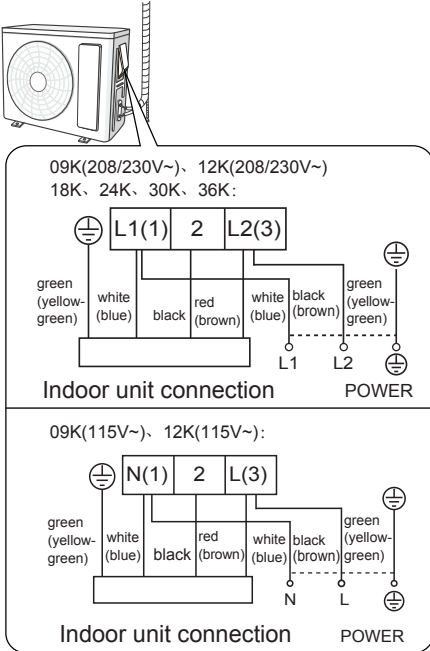 09K(208/230V~)、12K(208/230V~)
18K、24K、30K、36K:
L1(1) 2 L2(3)
green (yellow-green)
white (blue)
black
red (brown)
white (blue)
black (brown)
green (yellow-green)
L1 L2
Indoor unit connection POWER
09K(115V~)、12K(115V~):
N(1) 2 L(3)
green (yellow-green)
white (blue)
black
red (brown)
white (blue)
black (brown)
green (yellow-green)
N L
Indoor unit connection POWER